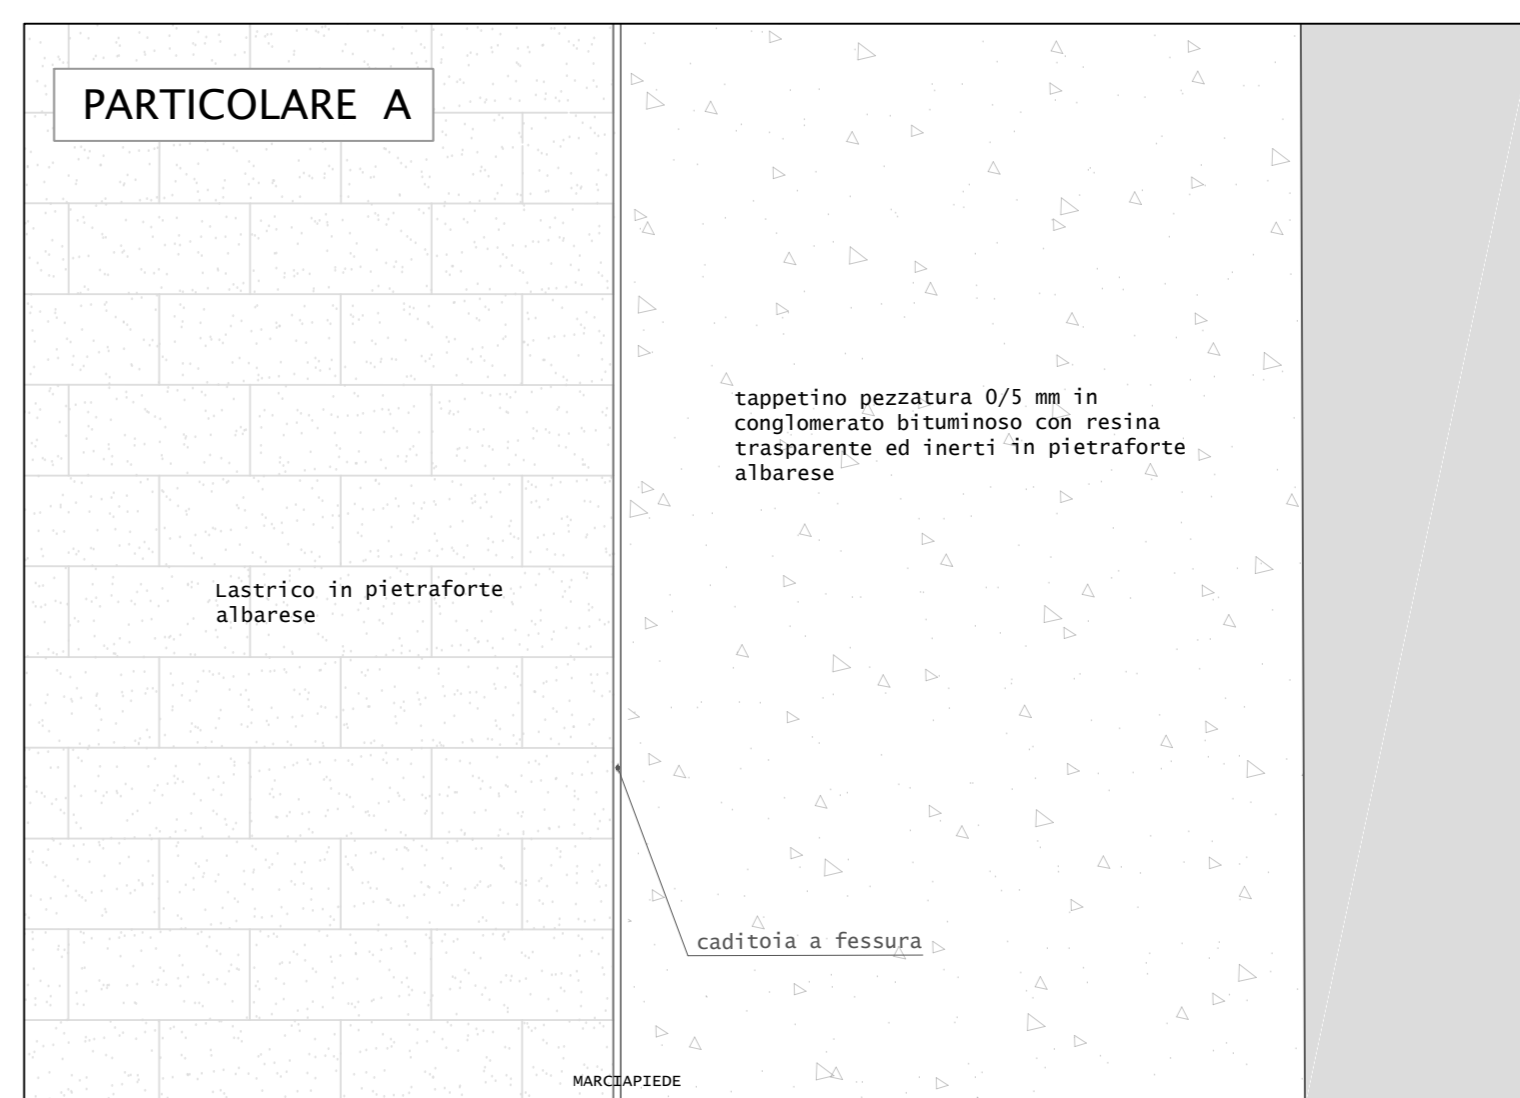 PARTICOLARE A
tappetino pezzatura 0/5 mm in
conglomerato bituminoso con resina
trasparente ed inerti in pietraforte
albarese
Lastrico in pietraforte
albarese
caditoia a fessura
MARCIAPIEDE